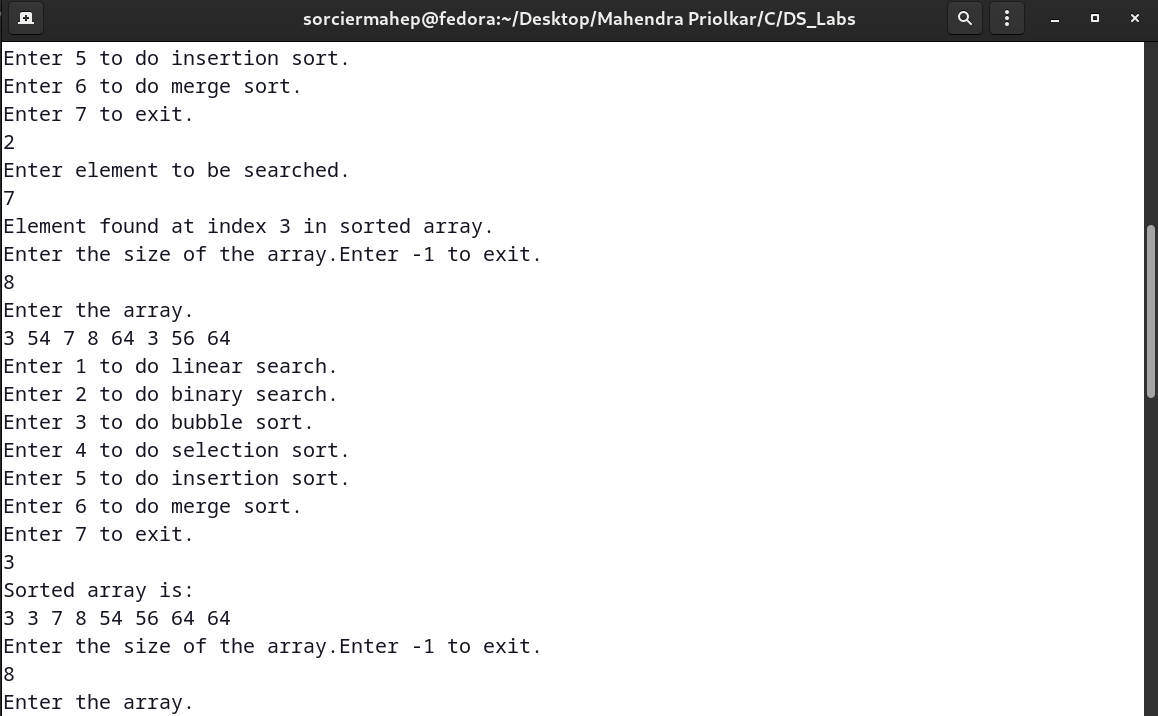 sorciermahep@fedora:~/Desktop/Mahendra Priolkar/C/DS_Labs
Enter 5 to do insertion sort.
Enter 6 to do merge sort.
Enter 7 to exit.
2
Enter element to be searched.
7
Element found at index 3 in sorted array.
Enter the size of the array.Enter -1 to exit.
8
Enter the array.
3 54 7 8 64 3 56 64
Enter 1 to do linear search.
Enter 2 to do binary search.
Enter 3 to do bubble sort.
Enter 4 to do selection sort.
Enter 5 to do insertion sort.
Enter 6 to do merge sort.
Enter 7 to exit.
3
Sorted array is:
3 3 7 8 54 56 64 64
Enter the size of the array.Enter -1 to exit.
8
Enter the array.